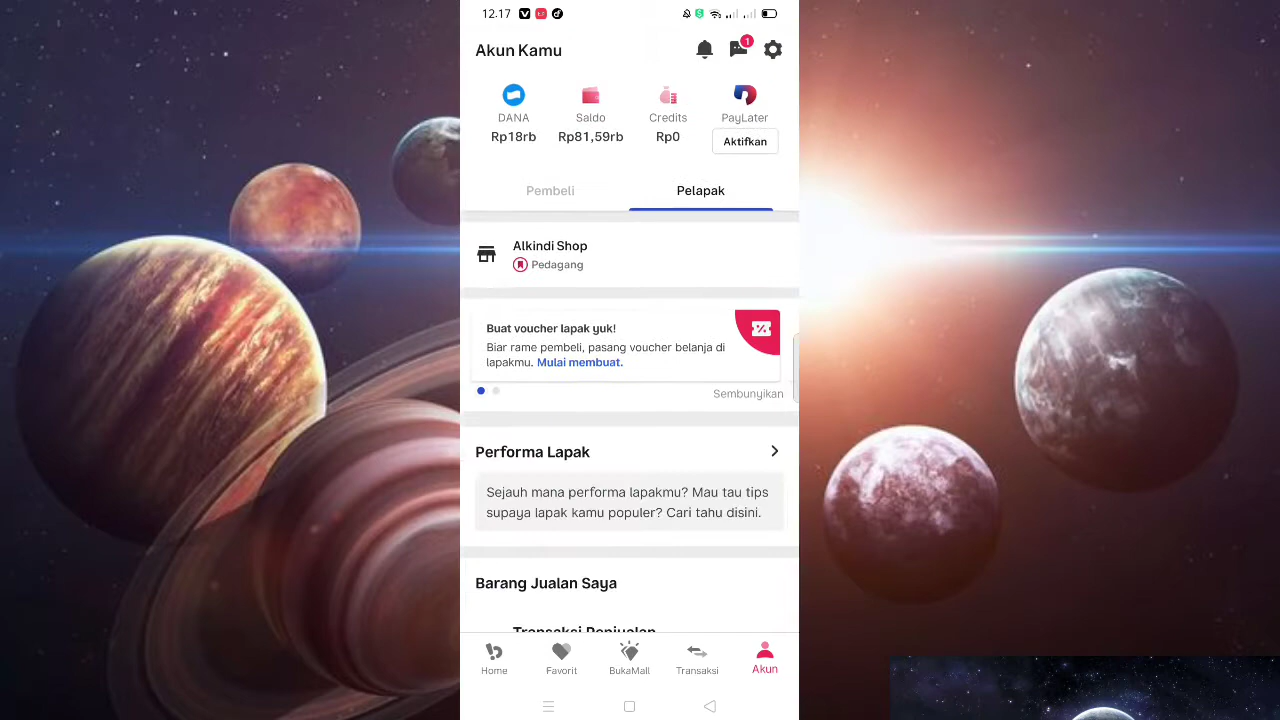 12.17
Akun Kamu
1
DANA
Saldo
Credits
PayLater
Rp18rb
Rp81,59rb
Rp0
Aktifkan
Pembeli
Pelapak
Alkindi Shop
Pedagang
Buat voucher lapak yuk!
Biar rame pembeli, pasang voucher belanja di
lapakmu. Mulai membuat.
Sembunyikan
Performa Lapak
Sejauh mana performa lapakmu? Mau tau tips
supaya lapak kamu populer? Cari tahu disini.
Barang Jualan Saya
Transaksi Penjualan
Home
Favorit
BukaMall
Transaksi
Akun